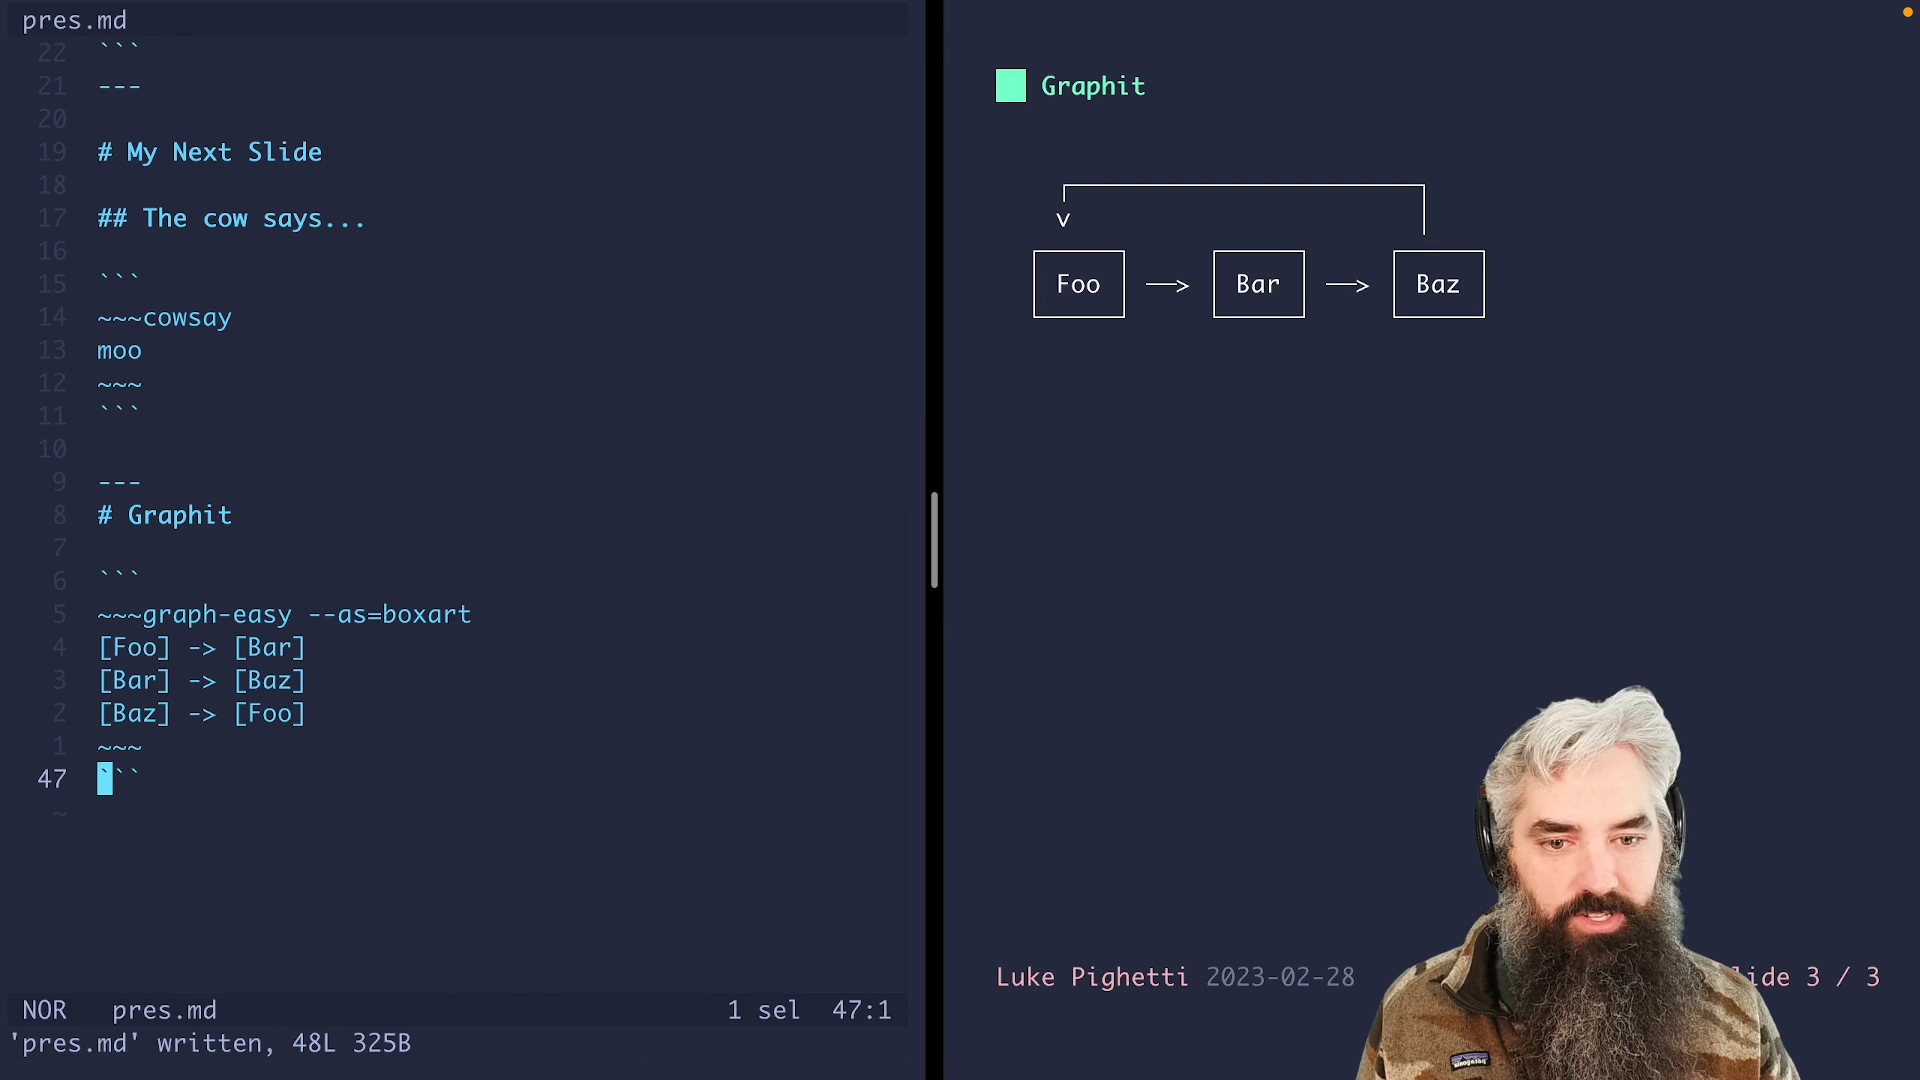 pres.md
22 ```
21 ---
20
19 # My Next Slide
18
17 ## The cow says...
16
15 ```
14 ~~~cowsay
13 moo
12 ~~~
11 ```
10
9 ---
8 # Graphit
7
6 ```
5 ~~~graph-easy --as=boxart
4 [Foo] -> [Bar]
3 [Bar] -> [Baz]
2 [Baz] -> [Foo]
1 ~~~
47 ```
~
NOR pres.md 1 sel 47:1
'pres.md' written, 48L 325B
Graphit
v
Foo —> Bar —> Baz
Luke Pighetti 2023-02-28 lide 3 / 3
patagonia